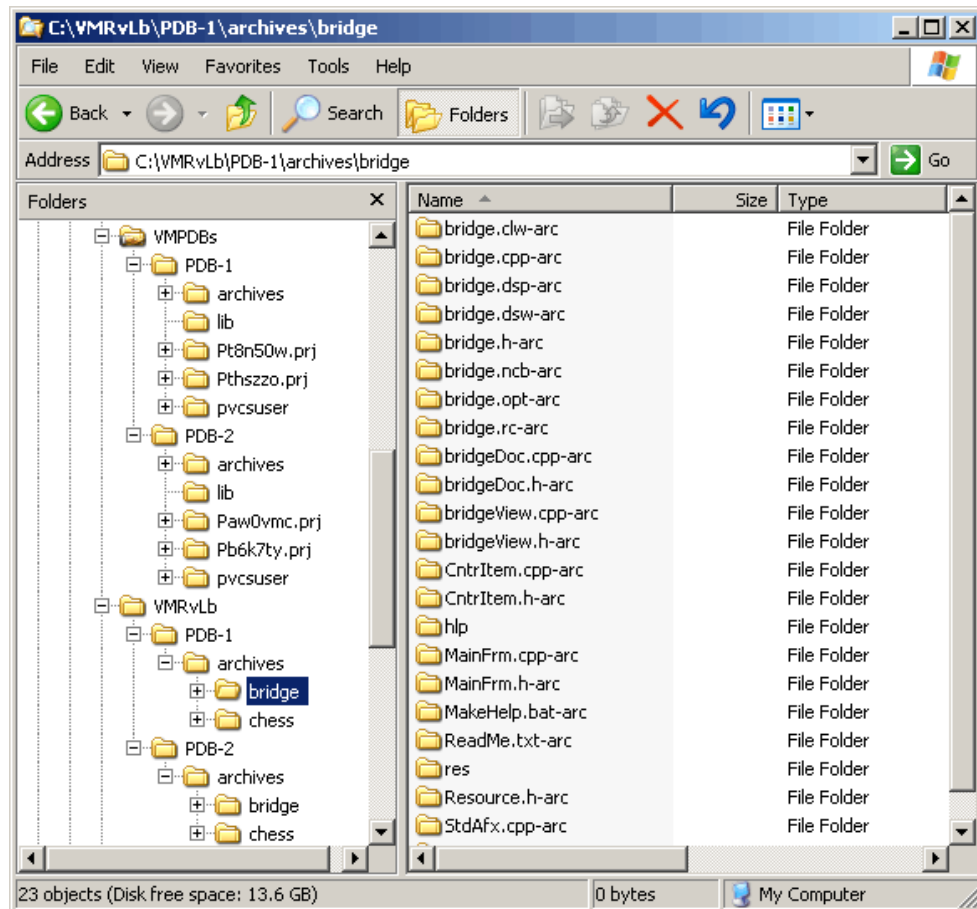 C:\VMRvLb\PDB-1\archives\bridge
File Edit View Favorites Tools Help
Back Search Folders
Address C:\VMRvLb\PDB-1\archives\bridge Go
Folders
VMPDBs
PDB-1
archives
lib
Pt8n50w.prj
Pthszzo.prj
pvcsuser
PDB-2
archives
lib
Paw0vmc.prj
Pb6k7ty.prj
pvcsuser
VMRvLb
PDB-1
archives
bridge
chess
PDB-2
archives
bridge
chess
Name Size Type
bridge.clw-arc File Folder
bridge.cpp-arc File Folder
bridge.dsp-arc File Folder
bridge.dsw-arc File Folder
bridge.h-arc File Folder
bridge.ncb-arc File Folder
bridge.opt-arc File Folder
bridge.rc-arc File Folder
bridgeDoc.cpp-arc File Folder
bridgeDoc.h-arc File Folder
bridgeView.cpp-arc File Folder
bridgeView.h-arc File Folder
CntrItem.cpp-arc File Folder
CntrItem.h-arc File Folder
hlp File Folder
MainFrm.cpp-arc File Folder
MainFrm.h-arc File Folder
MakeHelp.bat-arc File Folder
ReadMe.txt-arc File Folder
res File Folder
Resource.h-arc File Folder
StdAfx.cpp-arc File Folder
23 objects (Disk free space: 13.6 GB) 0 bytes My Computer